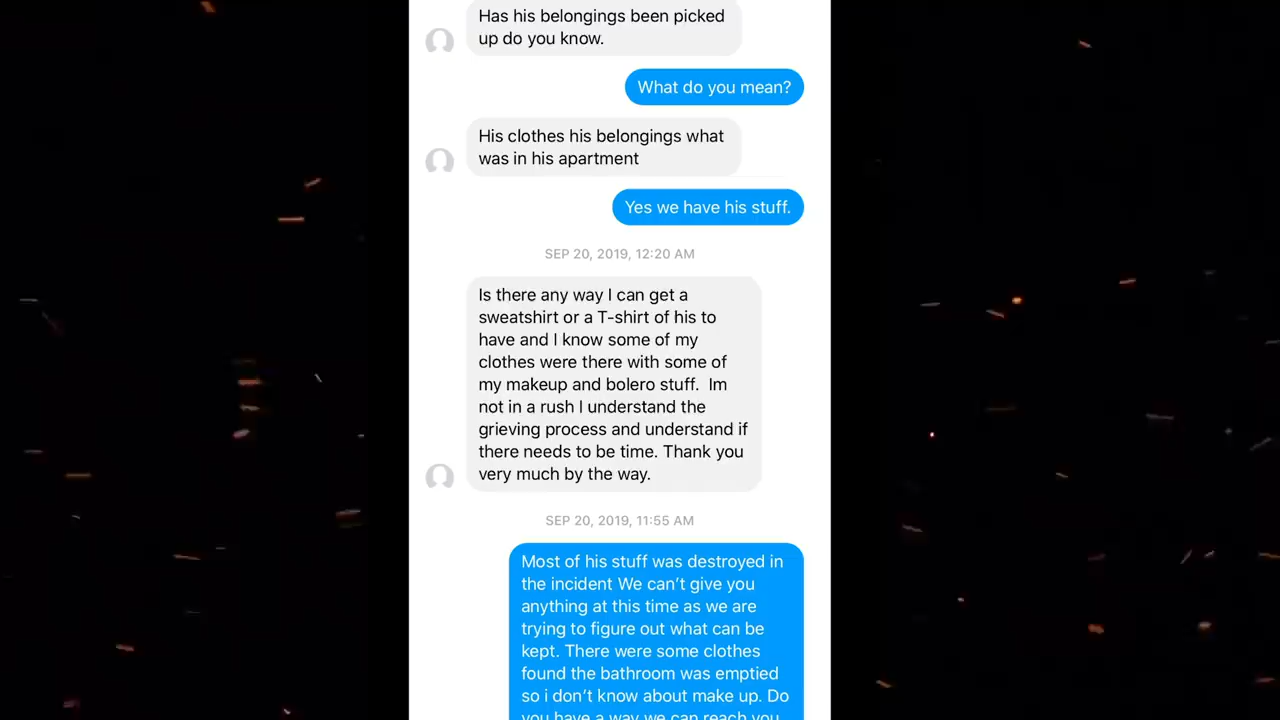 Has his belongings been picked
up do you know.
What do you mean?
His clothes his belongings what
was in his apartment
Yes we have his stuff.
SEP 20, 2019, 12:20 AM
Is there any way I can get a
sweatshirt or a T-shirt of his to
have and I know some of my
clothes were there with some of
my makeup and bolero stuff.  Im
not in a rush I understand the
grieving process and understand if
there needs to be time. Thank you
very much by the way.
SEP 20, 2019, 11:55 AM
Most of his stuff was destroyed in
the incident We can’t give you
anything at this time as we are
trying to figure out what can be
kept. There were some clothes
found the bathroom was emptied
so i don’t know about make up. Do
you have a way we can reach you